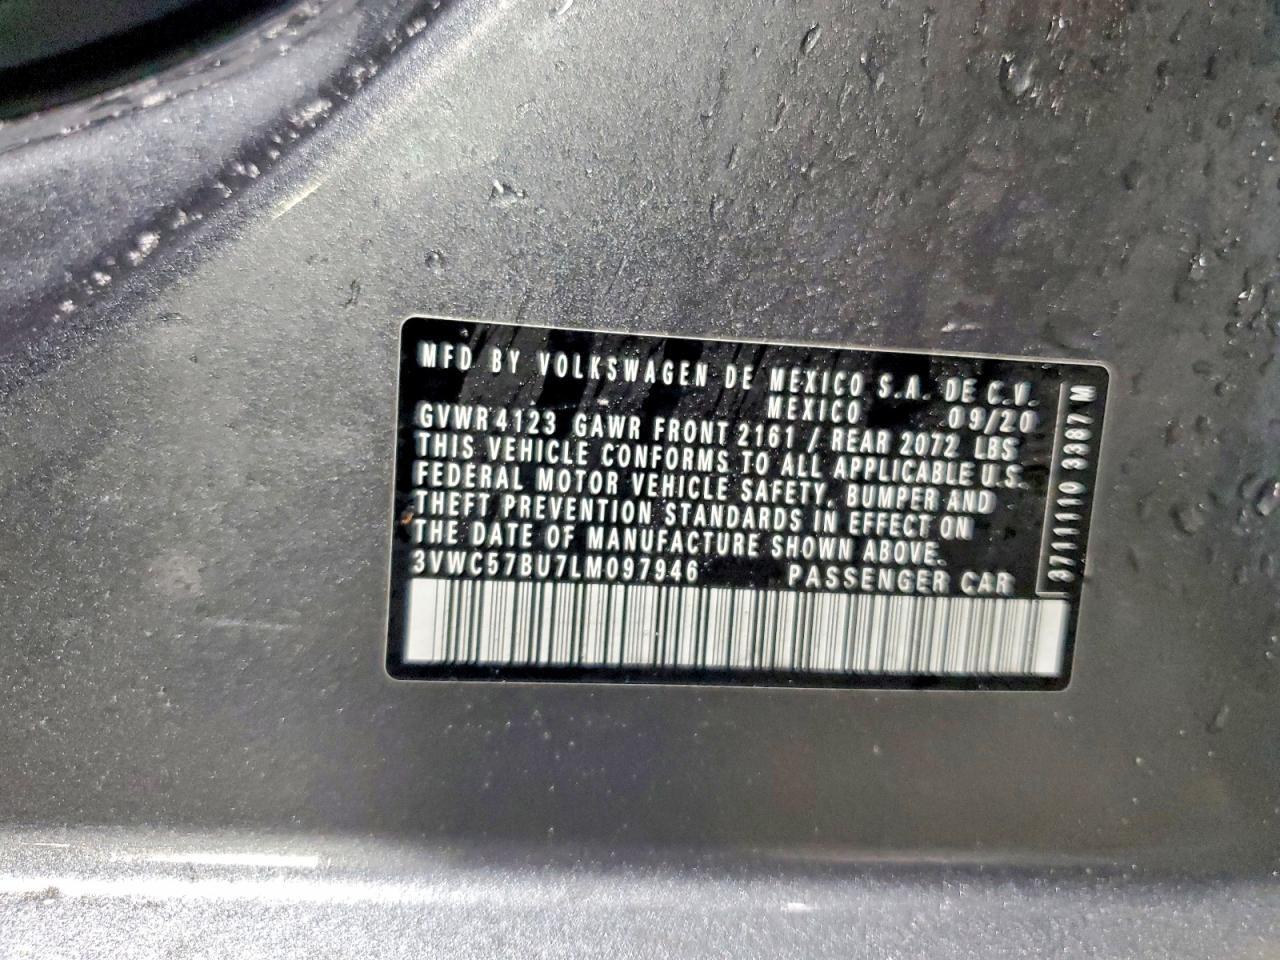 MFD BY VOLKSWAGEN DE MEXICO S.A. DE C.V.
MEXICO 09/20
GVWR 4123 GAWR FRONT 2161 / REAR 2072 LBS
THIS VEHICLE CONFORMS TO ALL APPLICABLE U.S.
FEDERAL MOTOR VEHICLE SAFETY, BUMPER AND
THEFT PREVENTION STANDARDS IN EFFECT ON
THE DATE OF MANUFACTURE SHOWN ABOVE.
3VWC57BU7LM097946 PASSENGER CAR
3711110 3387 M